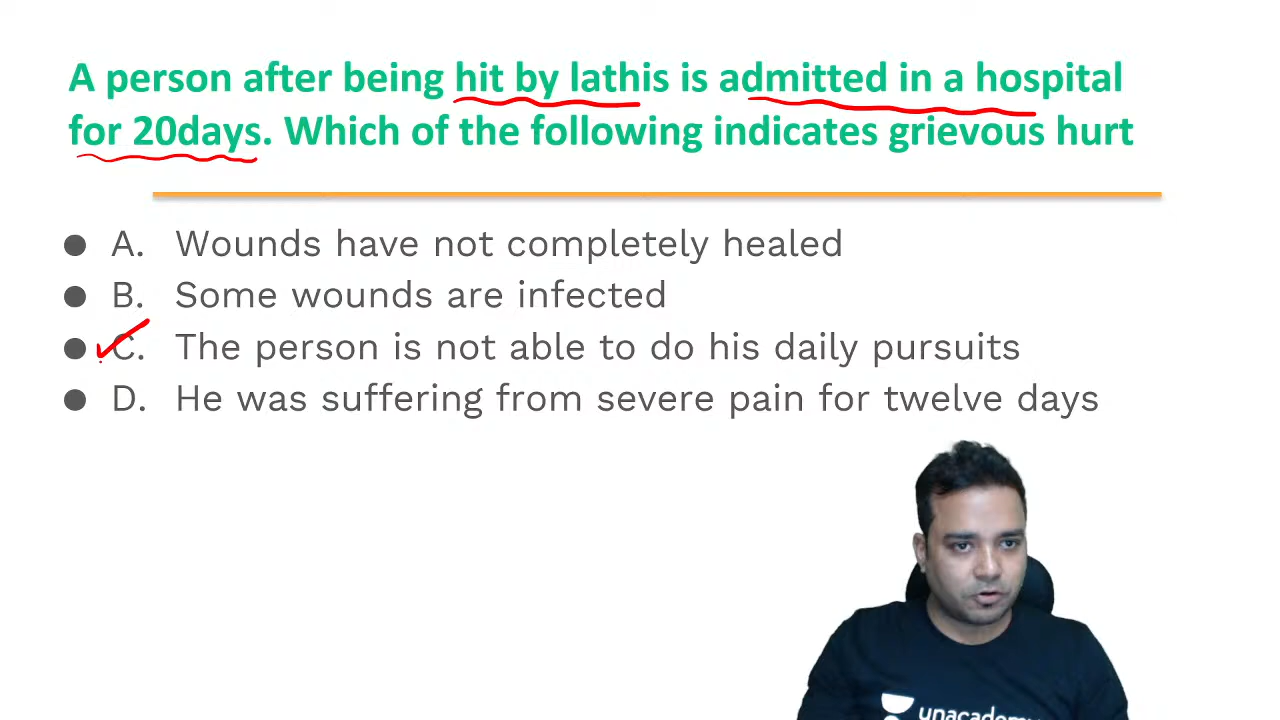 A person after being hit by lathis is admitted in a hospital
for 20days. Which of the following indicates grievous hurt
● A. Wounds have not completely healed
● B. Some wounds are infected
● C. The person is not able to do his daily pursuits
● D. He was suffering from severe pain for twelve days
unacademy